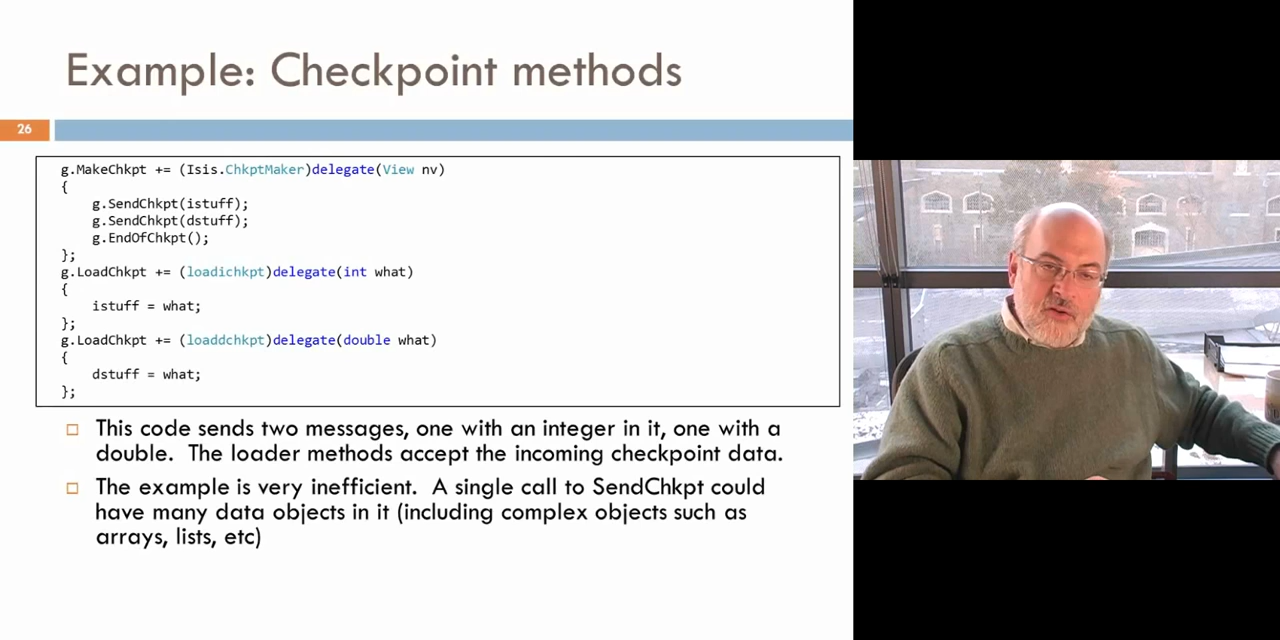 Example: Checkpoint methods
26
g.MakeChkpt += (Isis.ChkptMaker)delegate(View nv)
{
g.SendChkpt(istuff);
g.SendChkpt(dstuff);
g.EndOfChkpt();
};
g.LoadChkpt += (loadichkpt)delegate(int what)
{
istuff = what;
};
g.LoadChkpt += (loaddchkpt)delegate(double what)
{
dstuff = what;
};
This code sends two messages, one with an integer in it, one with a
double. The loader methods accept the incoming checkpoint data.
The example is very inefficient. A single call to SendChkpt could
have many data objects in it (including complex objects such as
arrays, lists, etc)